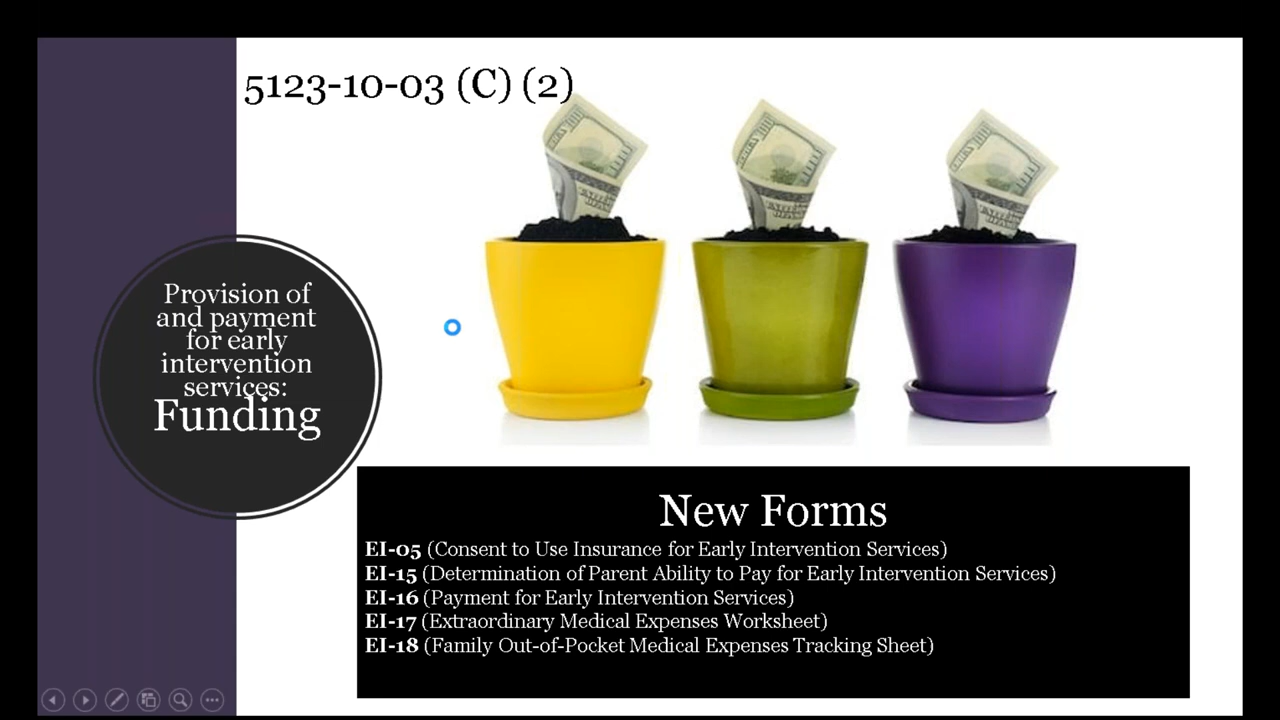 5123-10-03 (C) (2)
Provision of
and payment
for early
intervention
services:
Funding
New Forms
EI-05 (Consent to Use Insurance for Early Intervention Services)
EI-15 (Determination of Parent Ability to Pay for Early Intervention Services)
EI-16 (Payment for Early Intervention Services)
EI-17 (Extraordinary Medical Expenses Worksheet)
EI-18 (Family Out-of-Pocket Medical Expenses Tracking Sheet)